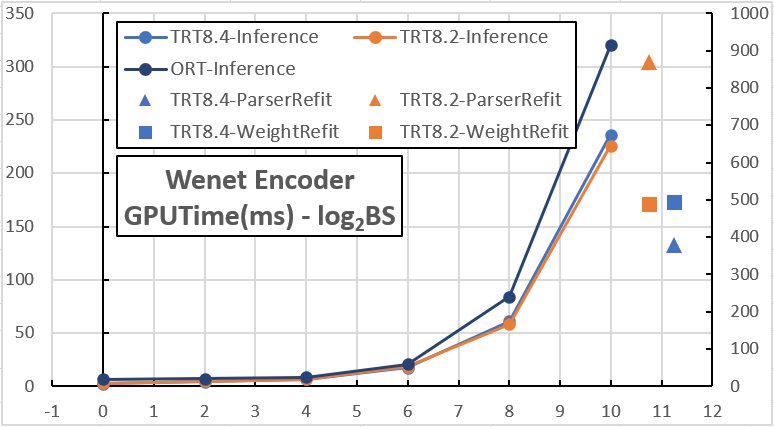 350
300
250
200
150
100
50
0
1000
900
800
700
600
500
400
300
200
100
0
TRT8.4-Inference TRT8.2-Inference
ORT-Inference
TRT8.4-ParserRefit TRT8.2-ParserRefit
TRT8.4-WeightRefit TRT8.2-WeightRefit
Wenet Encoder
GPUTime(ms) - log₂BS
-1 0 1 2 3 4 5 6 7 8 9 10 11 12